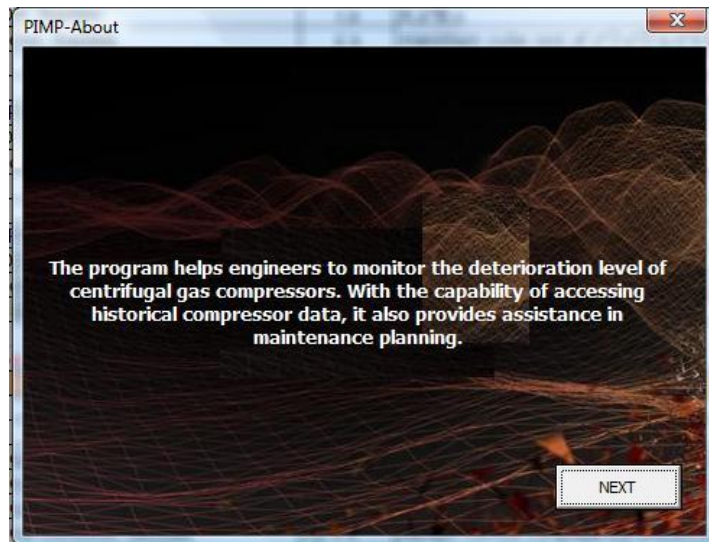 PIMP-About
The program helps engineers to monitor the deterioration level of
centrifugal gas compressors. With the capability of accessing
historical compressor data, it also provides assistance in
maintenance planning.
NEXT